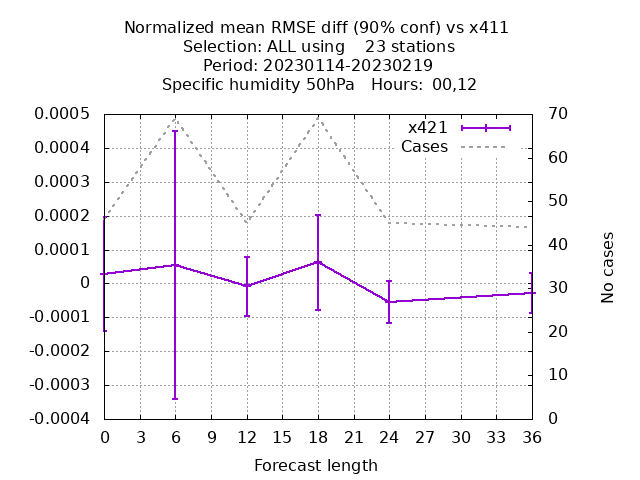 Normalized mean RMSE diff (90% conf) vs x411
Selection: ALL using    23 stations
Period: 20230114-20230219
Specific humidity 50hPa   Hours:  00,12
0.0005
0.0004
0.0003
0.0002
0.0001
0
-0.0001
-0.0002
-0.0003
-0.0004
x421
Cases
70
60
50
40
30
20
10
0
No cases
0 3 6 9 12 15 18 21 24 27 30 33 36
Forecast length